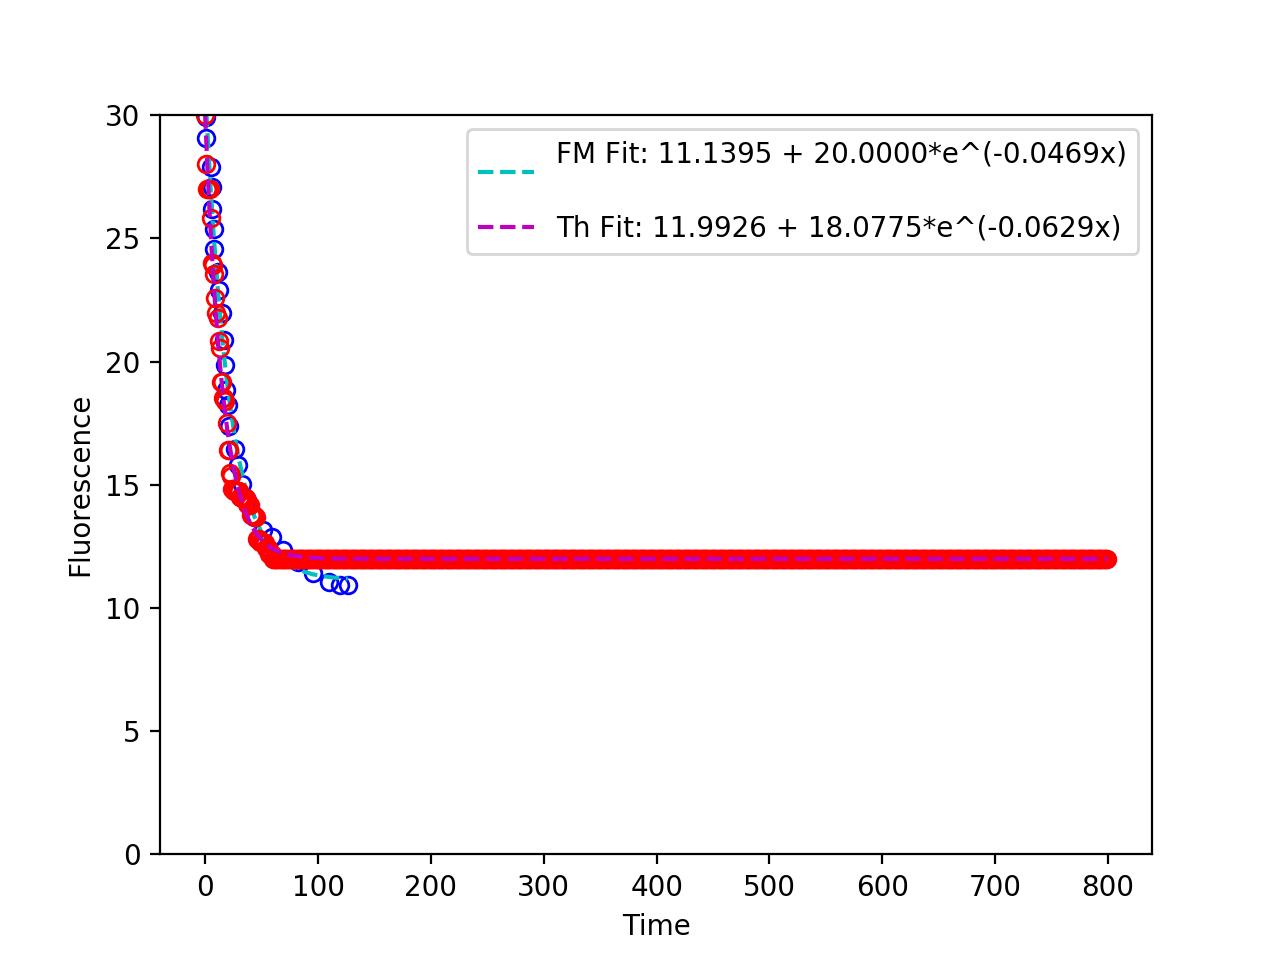 30
25
20
15
10
5
0
Fluorescence
FM Fit: 11.1395 + 20.0000*e^(-0.0469x)
Th Fit: 11.9926 + 18.0775*e^(-0.0629x)
0 100 200 300 400 500 600 700 800
Time